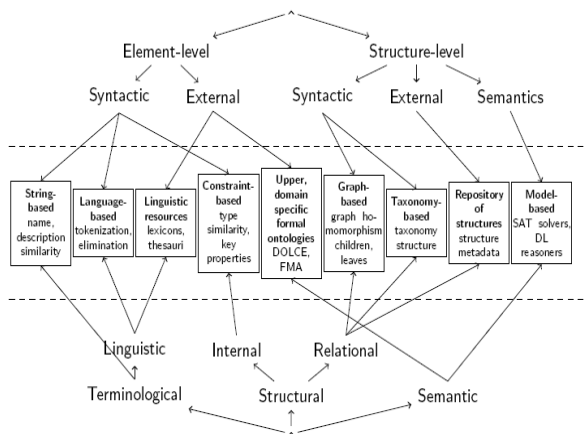 Element-level Structure-level
Syntactic External Syntactic External Semantics
String-
based
name,
description
similarity
Language-
based
tokenization,
elimination
Linguistic
resources
lexicons,
thesauri
Constraint-
based
type
similarity,
key
properties
Upper,
domain
specific
formal
ontologies
DOLCE,
FMA
Graph-
based
graph ho-
momorphism
children,
leaves
Taxonomy-
based
taxonomy
structure
Repository
of
structures
structure
metadata
Model-
based
SAT solvers,
DL
reasoners
Linguistic Internal Relational
Terminological Structural Semantic